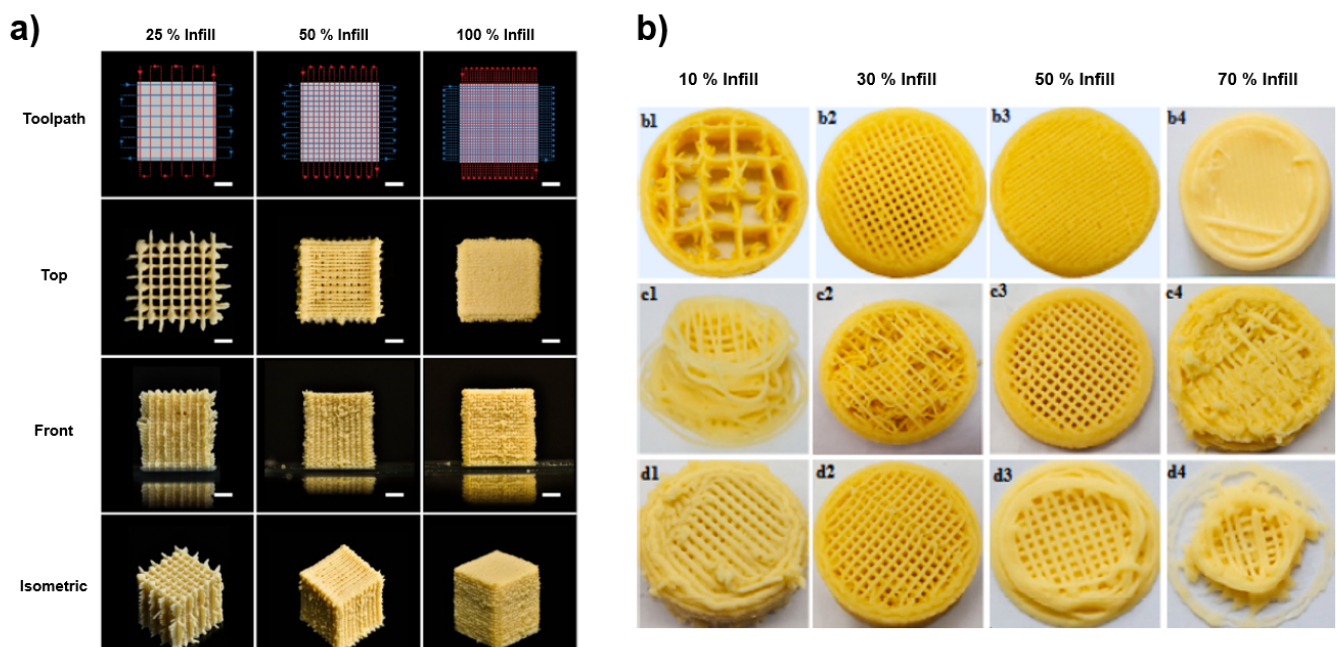 a)
25 % Infill 50 % Infill 100 % Infill
Toolpath
Top
Front
Isometric
b)
10 % Infill 30 % Infill 50 % Infill 70 % Infill
b1 b2 b3 b4
c1 c2 c3 c4
d1 d2 d3 d4